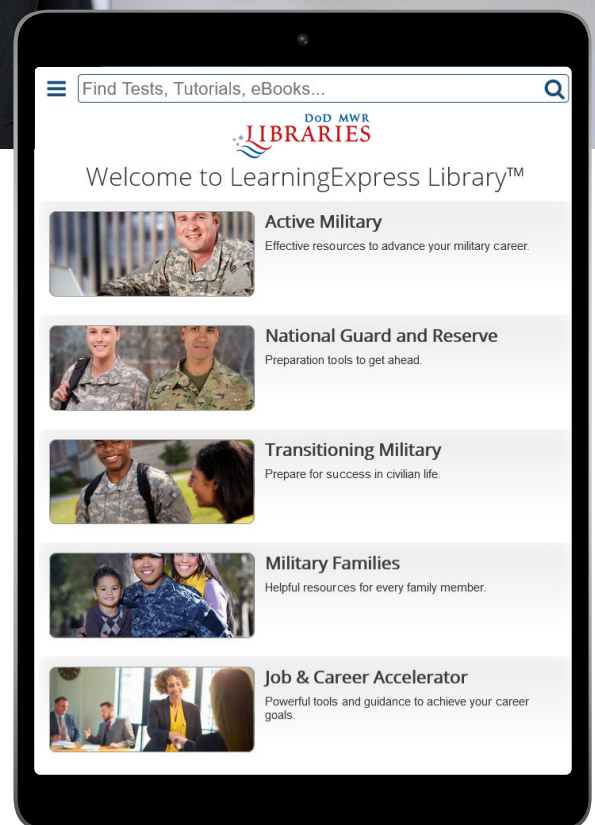 Find Tests, Tutorials, eBooks...
DoD MWR
LIBRARIES
Welcome to LearningExpress Library™
Active Military
Effective resources to advance your military career.
National Guard and Reserve
Preparation tools to get ahead.
Transitioning Military
Prepare for success in civilian life.
Military Families
Helpful resources for every family member.
Job & Career Accelerator
Powerful tools and guidance to achieve your career
goals.